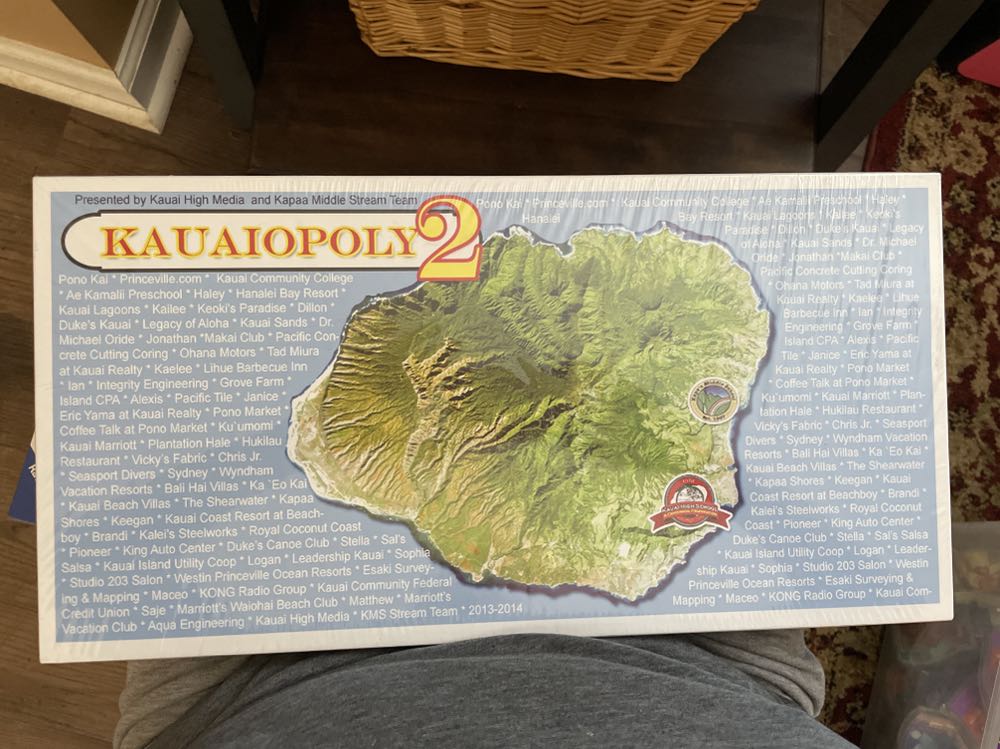 Presented by Kauai High Media and Kapaa Middle Stream Team
KAUAIOPOLY 2
Pono Kai * Princeville.com * Kauai Community College
* Ae Kamalii Preschool * Haley * Hanalei Bay Resort *
Kauai Lagoons * Kailee * Keoki's Paradise * Dillon *
Duke's Kauai * Legacy of Aloha * Kauai Sands * Dr.
Michael Oride * Jonathan *Makai Club * Pacific Con-
crete Cutting Coring * Ohana Motors * Tad Miura
at Kauai Realty * Kaelee * Lihue Barbecue Inn
* Ian * Integrity Engineering * Grove Farm *
Island CPA * Alexis * Pacific Tile * Janice *
Eric Yama at Kauai Realty * Pono Market *
Coffee Talk at Pono Market * Ku'umomi *
Kauai Marriott * Plantation Hale * Hukilau
Restaurant * Vicky's Fabric * Chris Jr.
* Seasport Divers * Sydney * Wyndham
Vacation Resorts * Bali Hai Villas * Ka 'Eo Kai
* Kauai Beach Villas * The Shearwater * Kapaa
Shores * Keegan * Kauai Coast Resort at Beach-
boy * Brandi * Kalei's Steelworks * Royal Coconut Coast
* Pioneer * King Auto Center * Duke's Canoe Club * Stella * Sal's
Salsa * Kauai Island Utility Coop * Logan * Leadership Kauai * Sophia
* Studio 203 Salon * Westin Princeville Ocean Resorts * Esaki Survey-
ing & Mapping * Maceo * KONG Radio Group * Kauai Community Federal
Credit Union * Saje * Marriott's Waiohai Beach Club * Matthew * Marriott's
Vacation Club * Aqua Engineering * Kauai High Media * KMS Stream Team * 2013-2014
Pono Kai * Princeville.com * Kauai Community College * Ae Kamalii Preschool * Haley *
Hanalei Bay Resort * Kauai Lagoons * Kailee * Keoki's
Paradise * Dillon * Duke's Kauai * Legacy
of Aloha * Kauai Sands * Dr. Michael
Oride * Jonathan *Makai Club *
Pacific Concrete Cutting Coring
* Ohana Motors * Tad Miura at
Kauai Realty * Kaelee * Lihue
Barbecue Inn * Ian * Integrity
Engineering * Grove Farm *
Island CPA * Alexis * Pacific
Tile * Janice * Eric Yama at
Kauai Realty * Pono Market
* Coffee Talk at Pono Market *
Ku'umomi * Kauai Marriott * Plan-
tation Hale * Hukilau Restaurant *
Vicky's Fabric * Chris Jr. * Seasport
Divers * Sydney * Wyndham Vacation
Resorts * Bali Hai Villas * Ka 'Eo Kai *
Kauai Beach Villas * The Shearwater *
Kapaa Shores * Keegan * Kauai
Coast Resort at Beachboy * Brandi *
Kalei's Steelworks * Royal Coconut
Coast * Pioneer * King Auto Center *
Duke's Canoe Club * Stella * Sal's Salsa
* Kauai Island Utility Coop * Logan * Leader-
ship Kauai * Sophia * Studio 203 Salon * Westin
Princeville Ocean Resorts * Esaki Surveying &
Mapping * Maceo * KONG Radio Group * Kauai Com-
KAUAI HIGH SCHOOL